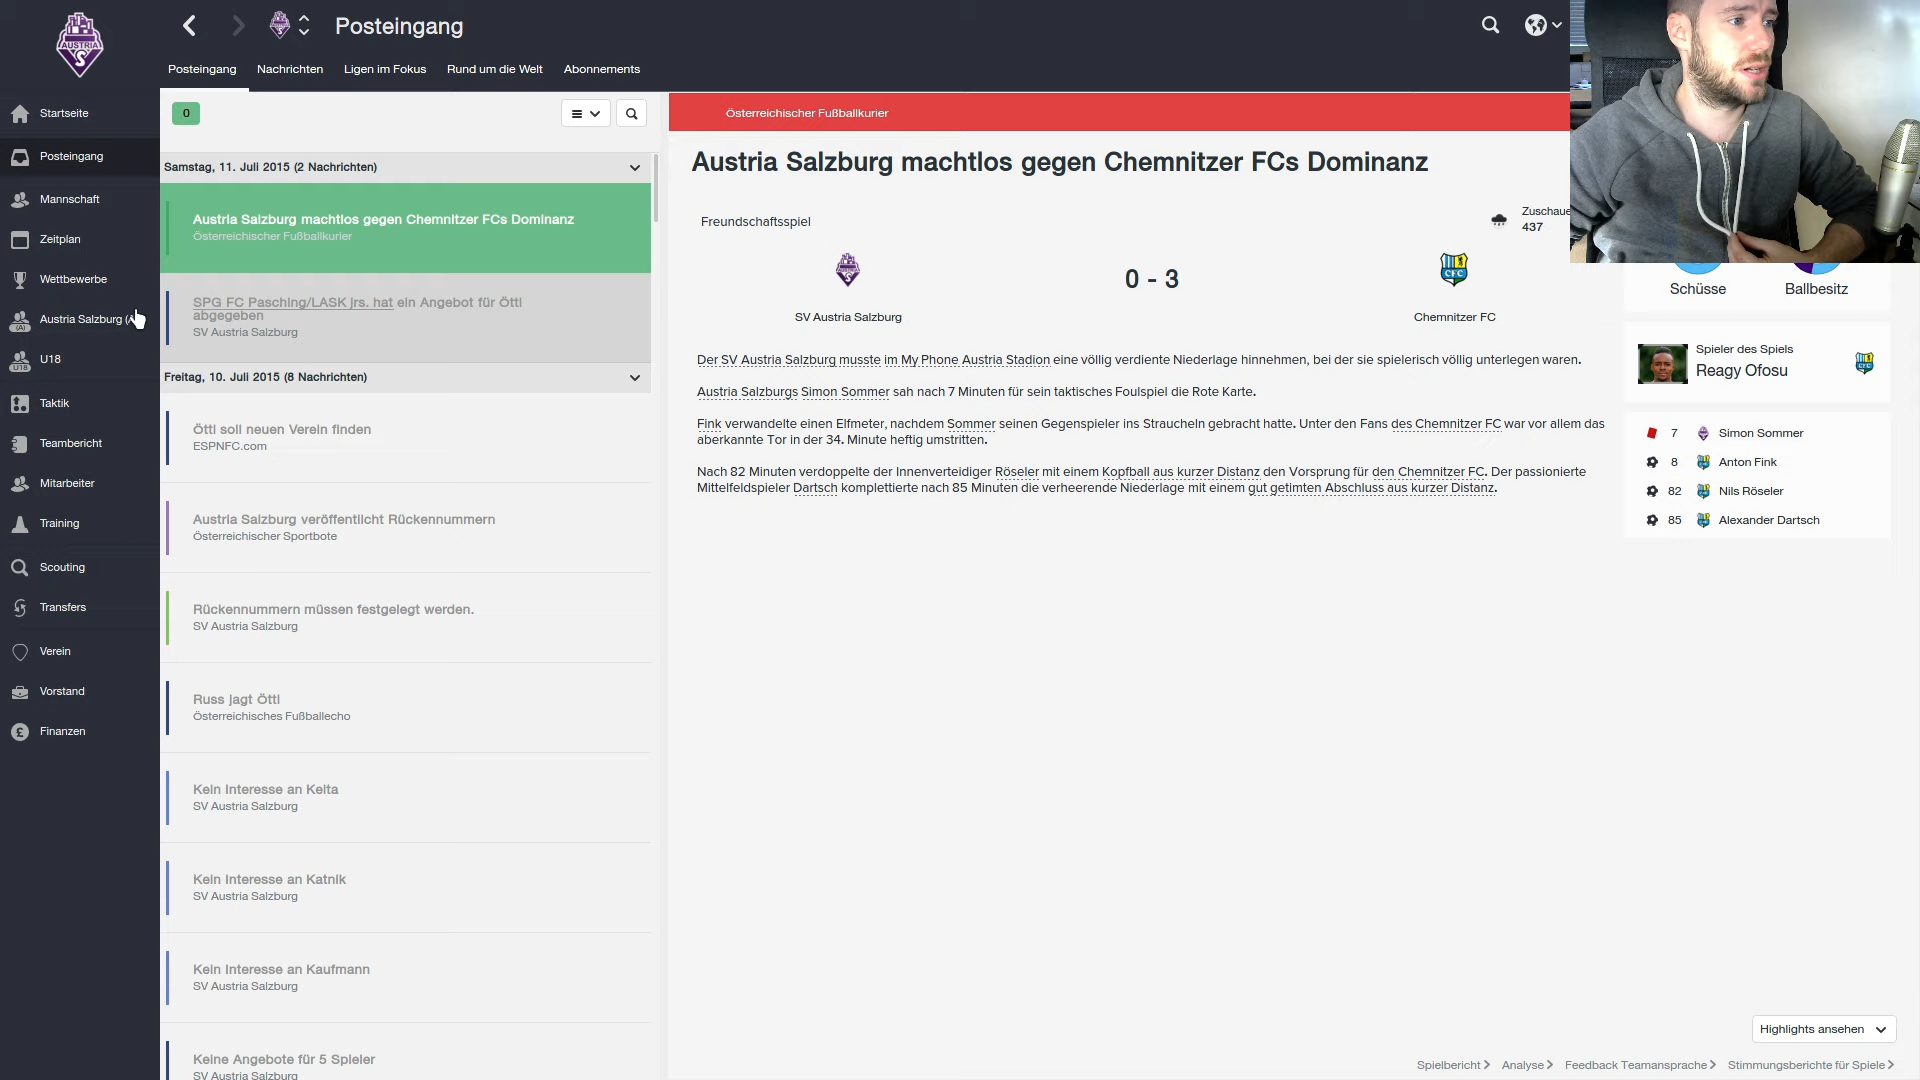 AUSTRIA
S
Posteingang
Posteingang
Nachrichten
Ligen im Fokus
Rund um die Welt
Abonnements
Startseite
Posteingang
Mannschaft
Zeitplan
Wettbewerbe
Austria Salzburg
U18
Taktik
Teambericht
Mitarbeiter
Training
Scouting
Transfers
Verein
Vorstand
Finanzen
0
Samstag, 11. Juli 2015 (2 Nachrichten)
Austria Salzburg machtlos gegen Chemnitzer FCs Dominanz
Österreichischer Fußballkurier
SPG FC Pasching/LASK jrs. hat ein Angebot für Öttl
abgegeben
SV Austria Salzburg
Freitag, 10. Juli 2015 (8 Nachrichten)
Öttl soll neuen Verein finden
ESPNFC.com
Austria Salzburg veröffentlicht Rückennummern
Österreichischer Sportbote
Rückennummern müssen festgelegt werden.
SV Austria Salzburg
Russ jagt Öttl
Österreichisches Fußballecho
Kein Interesse an Keita
SV Austria Salzburg
Kein Interesse an Katnik
SV Austria Salzburg
Kein Interesse an Kaufmann
SV Austria Salzburg
Keine Angebote für 5 Spieler
SV Austria Salzburg
Österreichischer Fußballkurier
Austria Salzburg machtlos gegen Chemnitzer FCs Dominanz
Freundschaftsspiel
Zuschaue
437
0 - 3
SV Austria Salzburg
Chemnitzer FC
Der SV Austria Salzburg musste im My Phone Austria Stadion eine völlig verdiente Niederlage hinnehmen, bei der sie spielerisch völlig unterlegen waren.
Austria Salzburgs Simon Sommer sah nach 7 Minuten für sein taktisches Foulspiel die Rote Karte.
Fink verwandelte einen Elfmeter, nachdem Sommer seinen Gegenspieler ins Straucheln gebracht hatte. Unter den Fans des Chemnitzer FC war vor allem das
aberkannte Tor in der 34. Minute heftig umstritten.
Nach 82 Minuten verdoppelte der Innenverteidiger Röseler mit einem Kopfball aus kurzer Distanz den Vorsprung für den Chemnitzer FC. Der passionierte
Mittelfeldspieler Dartsch komplettierte nach 85 Minuten die verheerende Niederlage mit einem gut getimten Abschluss aus kurzer Distanz.
Schüsse
Ballbesitz
Spieler des Spiels
Reagy Ofosu
7 Simon Sommer
8 Anton Fink
82 Nils Röseler
85 Alexander Dartsch
Highlights ansehen
Spielbericht
Analyse
Feedback Teamansprache
Stimmungsberichte für Spiele